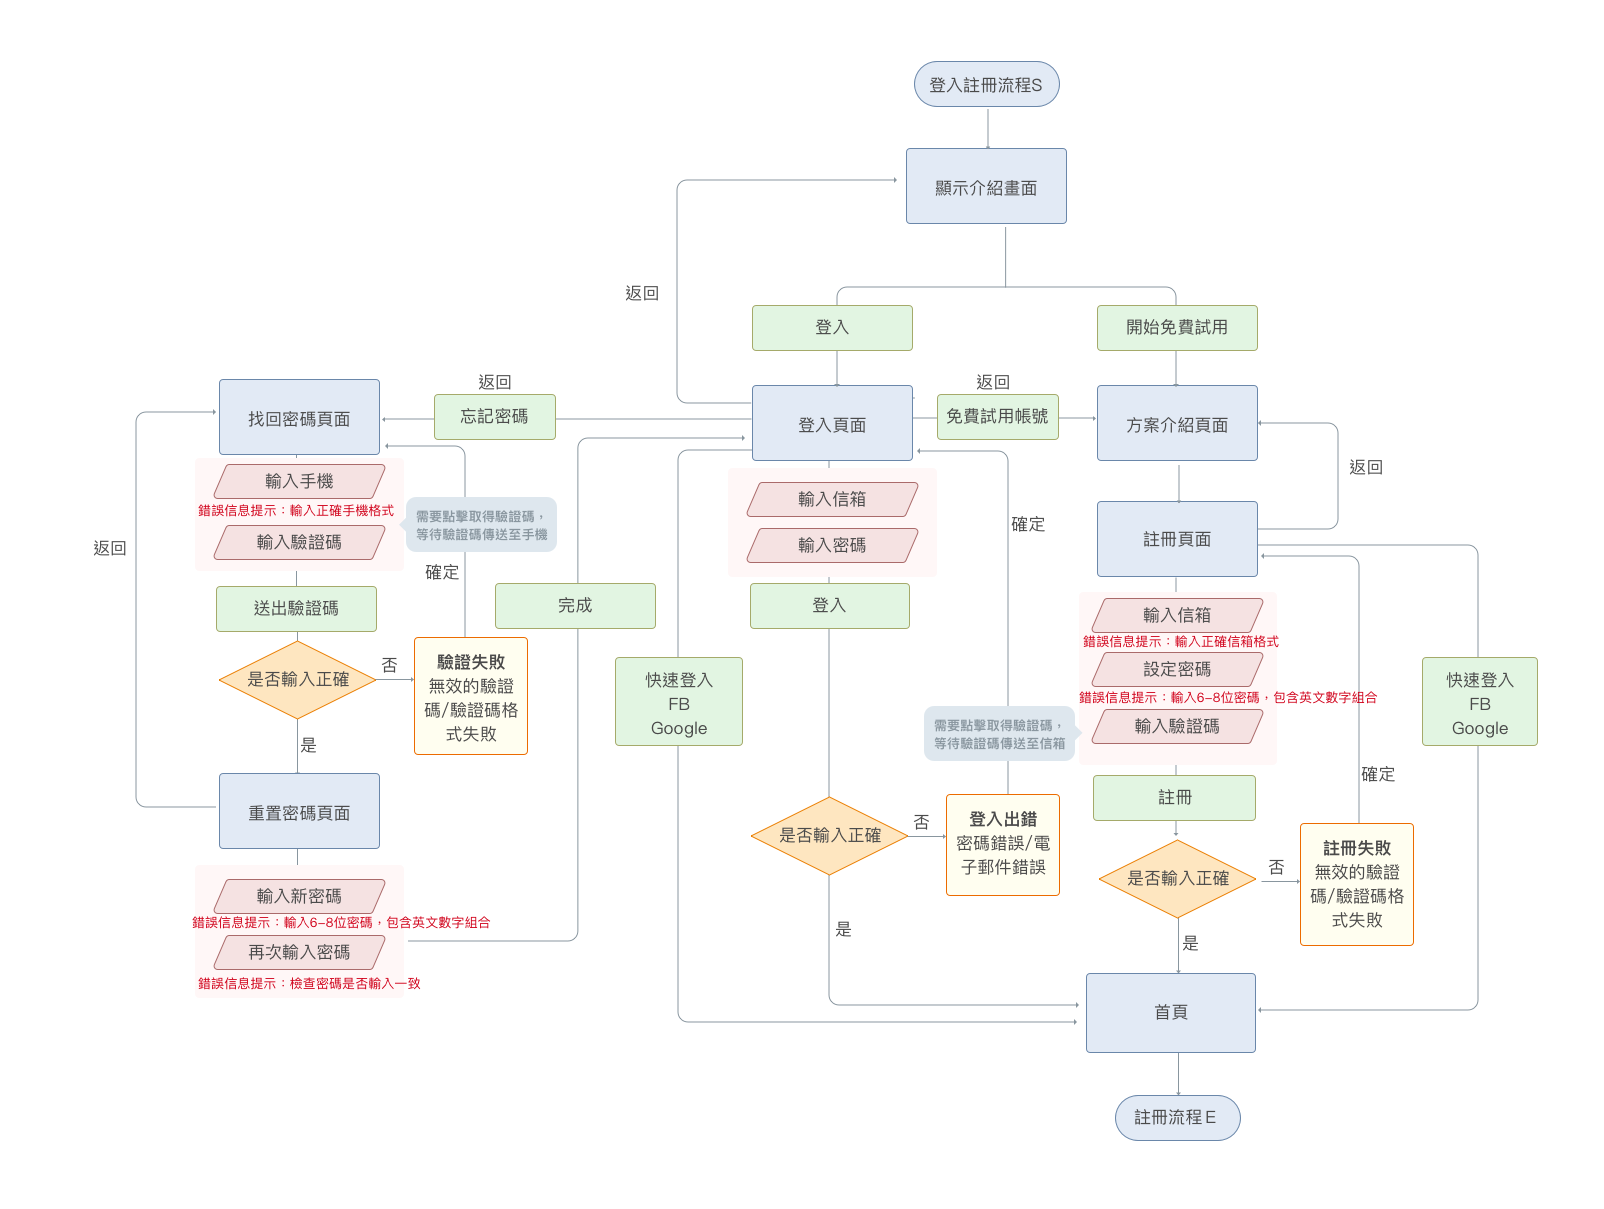 登入註冊流程S
顯示介紹畫面
返回
登入
開始免費試用
返回
返回
找回密碼頁面
忘記密碼
登入頁面
免費試用帳號
方案介紹頁面
返回
輸入手機
錯誤信息提示：輸入正確手機格式
輸入驗證碼
需要點擊取得驗證碼，
等待驗證碼傳送至手機
返回
確定
送出驗證碼
是否輸入正確
否
驗證失敗
無效的驗證
碼/驗證碼格
式失敗
是
重置密碼頁面
輸入新密碼
錯誤信息提示：輸入6-8位密碼，包含英文數字組合
再次輸入密碼
錯誤信息提示：檢查密碼是否輸入一致
完成
輸入信箱
輸入密碼
登入
確定
快速登入
FB
Google
是否輸入正確
否
登入出錯
密碼錯誤/電
子郵件錯誤
是
註冊頁面
輸入信箱
錯誤信息提示：輸入正確信箱格式
設定密碼
錯誤信息提示：輸入6-8位密碼，包含英文數字組合
輸入驗證碼
需要點擊取得驗證碼，
等待驗證碼傳送至信箱
註冊
快速登入
FB
Google
確定
是否輸入正確
否
註冊失敗
無效的驗證
碼/驗證碼格
式失敗
是
首頁
註冊流程 E